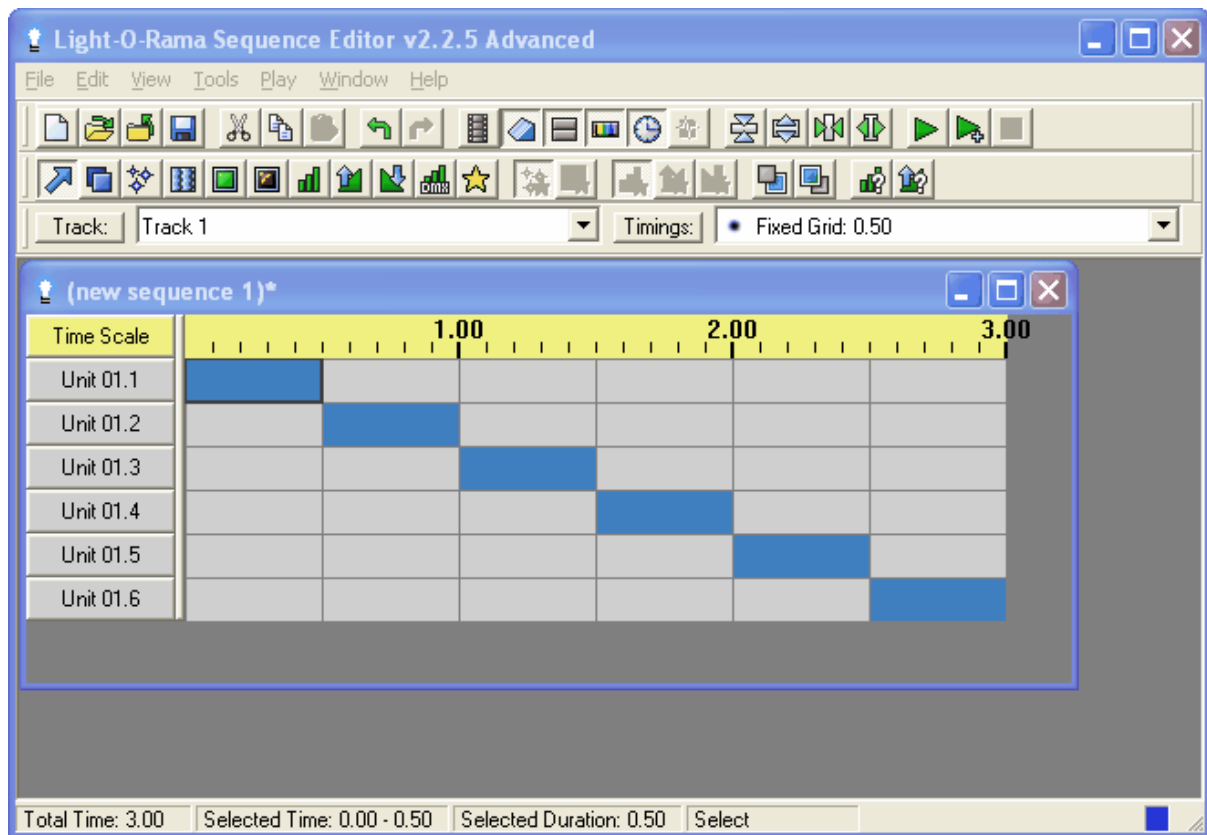 Light-O-Rama Sequence Editor v2.2.5 Advanced
File Edit View Tools Play Window Help
DMX
Track: Track 1 Timings: Fixed Grid: 0.50
(new sequence 1)*
Time Scale 1.00 2.00 3.00
Unit 01.1
Unit 01.2
Unit 01.3
Unit 01.4
Unit 01.5
Unit 01.6
Total Time: 3.00 Selected Time: 0.00 - 0.50 Selected Duration: 0.50 Select